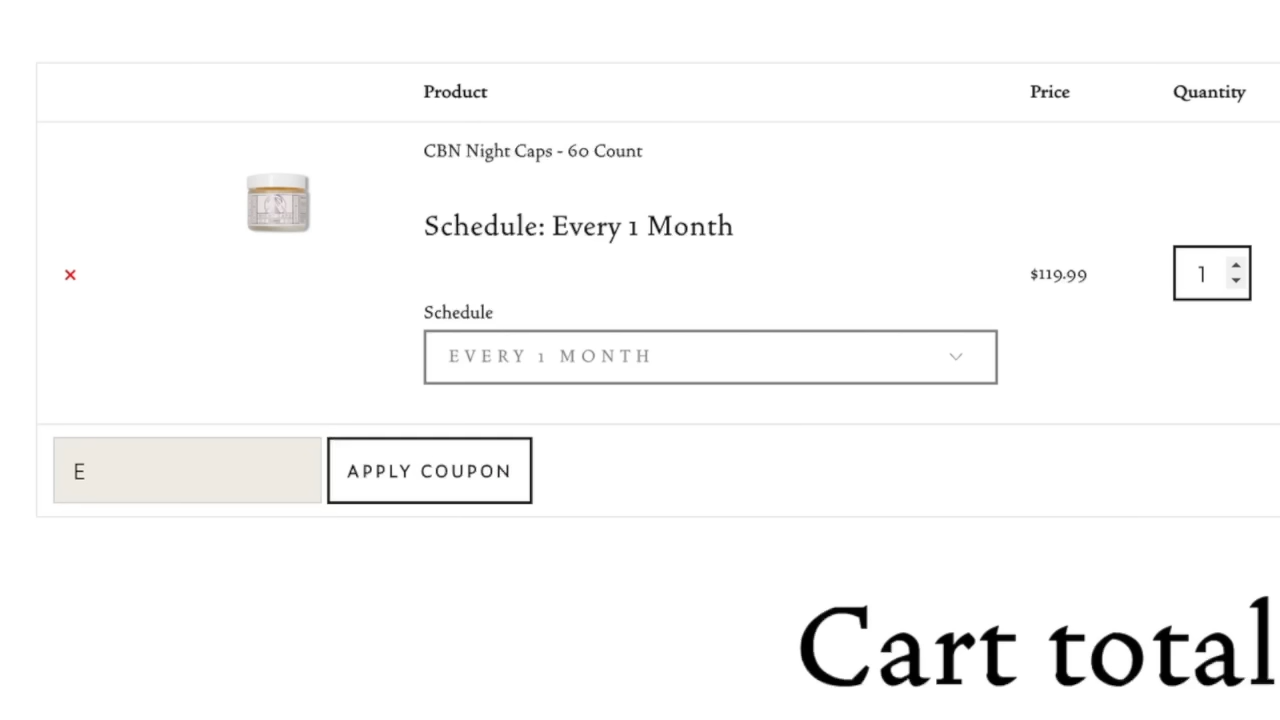 Product Price Quantity
CBN Night Caps - 60 Count
Schedule: Every 1 Month
× $119.99 1
Schedule
EVERY 1 MONTH
E APPLY COUPON
Cart total